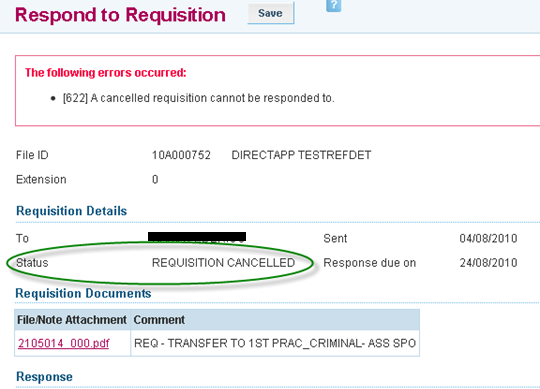 Respond to Requisition Save ?
The following errors occurred:
• [622] A cancelled requisition cannot be responded to.
File ID 10A000752 DIRECTAPP TESTREFDET
Extension 0
Requisition Details
To Sent 04/08/2010
Status REQUISITION CANCELLED Response due on 24/08/2010
Requisition Documents
File/Note Attachment Comment
2105014_000.pdf REQ - TRANSFER TO 1ST PRAC_CRIMINAL- ASS SPO
Response